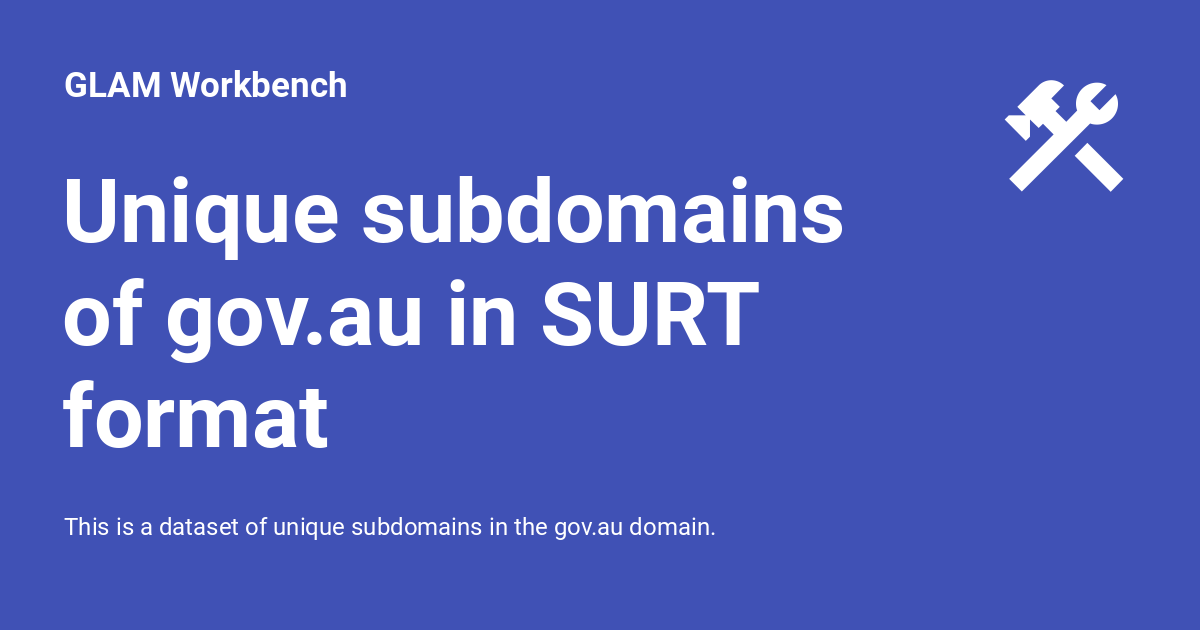 GLAM Workbench
Unique subdomains
of gov.au in SURT
format
This is a dataset of unique subdomains in the gov.au domain.